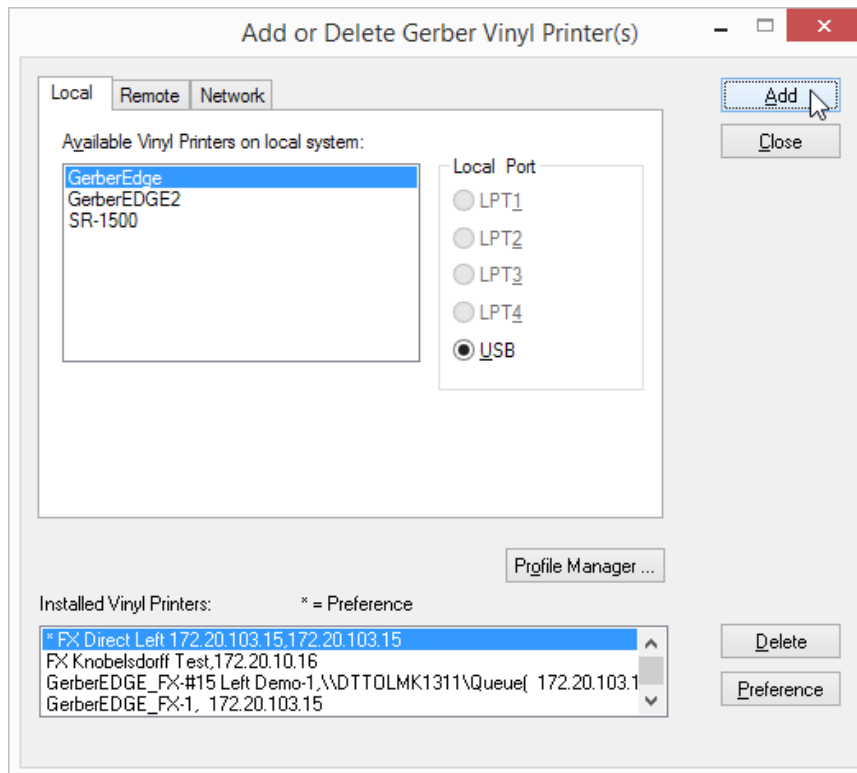 Add or Delete Gerber Vinyl Printer(s)
Local Remote Network
Add
Close
Available Vinyl Printers on local system:
GerberEdge
GerberEDGE2
SR-1500
Local Port
LPT1
LPT2
LPT3
LPT4
USB
Profile Manager ...
Installed Vinyl Printers: * = Preference
* FX Direct Left 172.20.103.15,172.20.103.15
FX Knobelsdorff Test,172.20.10.16
GerberEDGE_FX-#15 Left Demo-1,\\DTTOLMK1311\Queue( 172.20.103.1
GerberEDGE_FX-1, 172.20.103.15
Delete
Preference